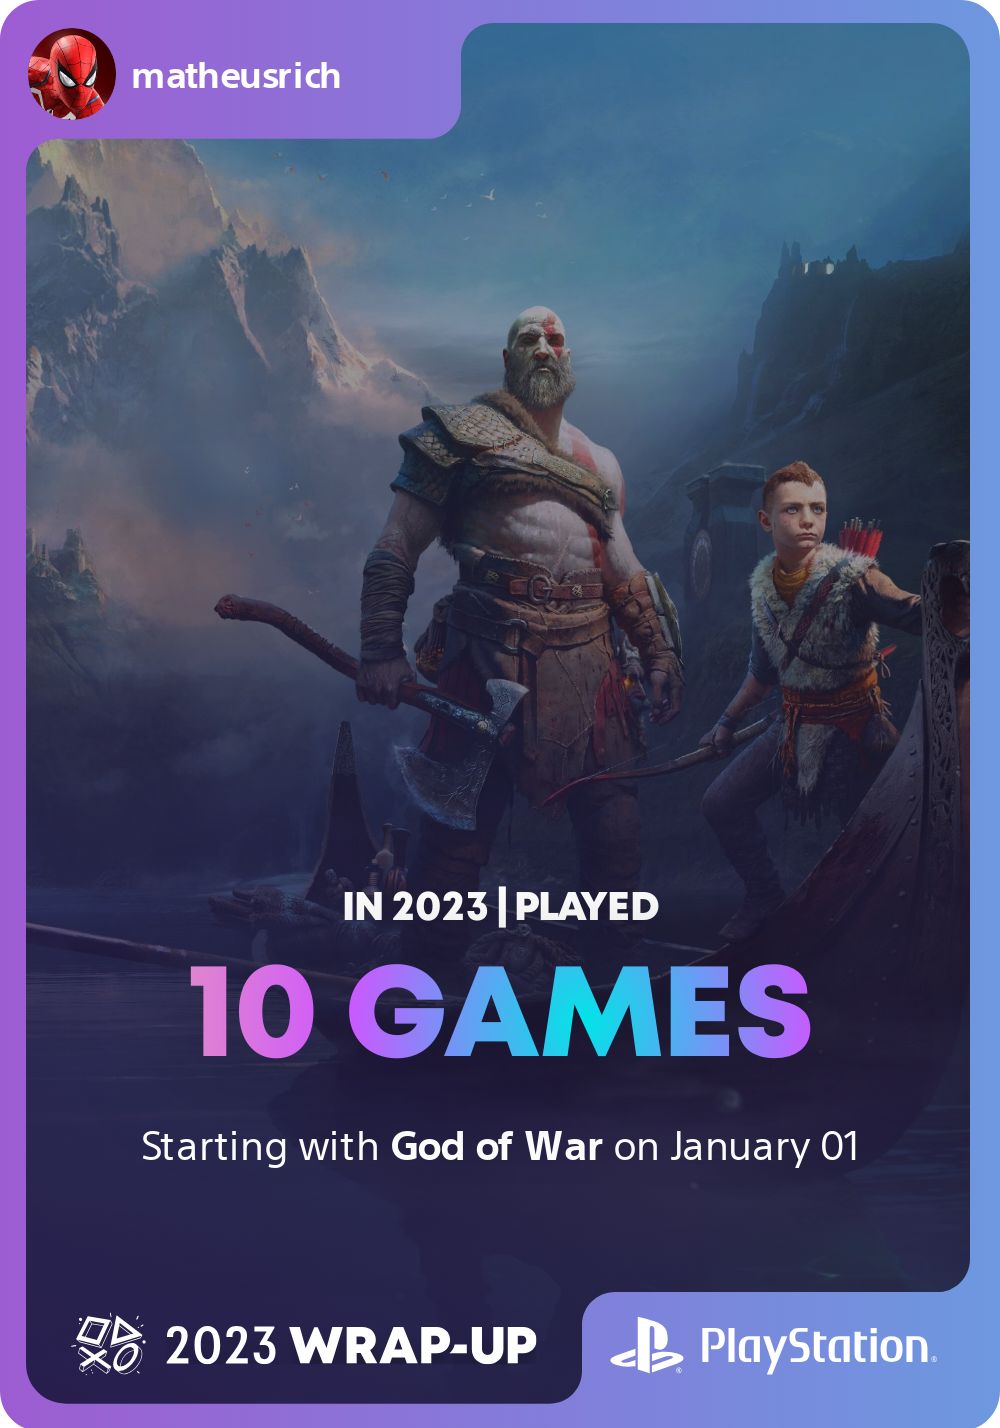 matheusrich
IN 2023 | PLAYED
10 GAMES
Starting with God of War on January 01
2023 WRAP-UP
PlayStation®